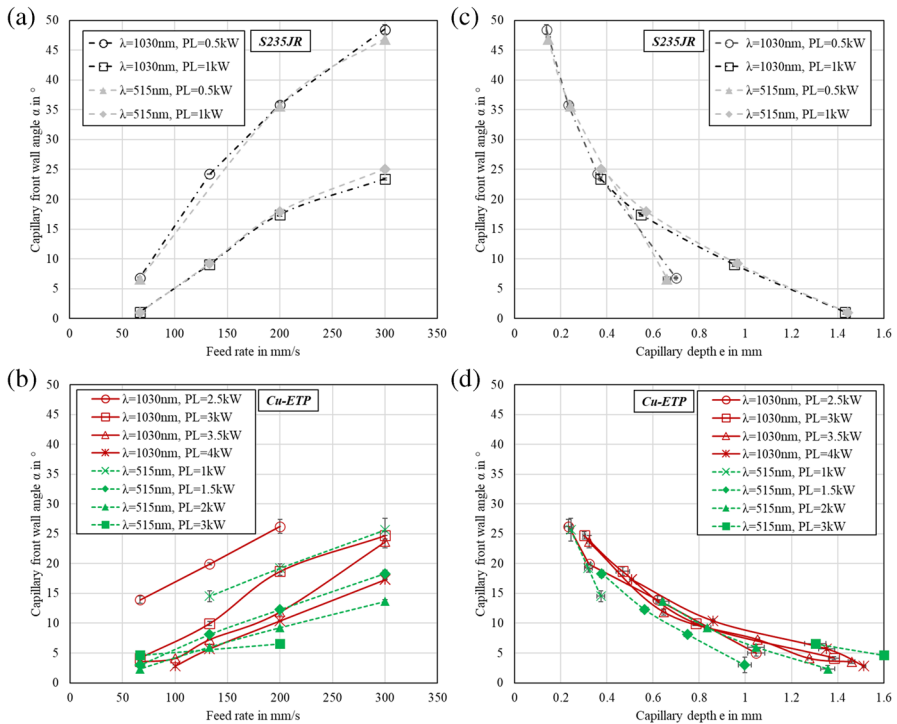 (a)
S235JR
λ=1030nm, PL=0.5kW
λ=1030nm, PL=1kW
λ=515nm, PL=0.5kW
λ=515nm, PL=1kW
Capillary front wall angle α in °
50
45
40
35
30
25
20
15
10
5
0
0 50 100 150 200 250 300 350
Feed rate in mm/s
(c)
S235JR
λ=1030nm, PL=0.5kW
λ=1030nm, PL=1kW
λ=515nm, PL=0.5kW
λ=515nm, PL=1kW
Capillary front wall angle α in °
50
45
40
35
30
25
20
15
10
5
0
0 0.2 0.4 0.6 0.8 1 1.2 1.4 1.6
Capillary depth e in mm
(b)
Cu-ETP
λ=1030nm, PL=2.5kW
λ=1030nm, PL=3kW
λ=1030nm, PL=3.5kW
λ=1030nm, PL=4kW
λ=515nm, PL=1kW
λ=515nm, PL=1.5kW
λ=515nm, PL=2kW
λ=515nm, PL=3kW
Capillary front wall angle α in °
50
45
40
35
30
25
20
15
10
5
0
0 50 100 150 200 250 300 350
Feed rate in mm/s
(d)
Cu-ETP
λ=1030nm, PL=2.5kW
λ=1030nm, PL=3kW
λ=1030nm, PL=3.5kW
λ=1030nm, PL=4kW
λ=515nm, PL=1kW
λ=515nm, PL=1.5kW
λ=515nm, PL=2kW
λ=515nm, PL=3kW
Capillary front wall angle α in °
50
45
40
35
30
25
20
15
10
5
0
0 0.2 0.4 0.6 0.8 1 1.2 1.4 1.6
Capillary depth e in mm